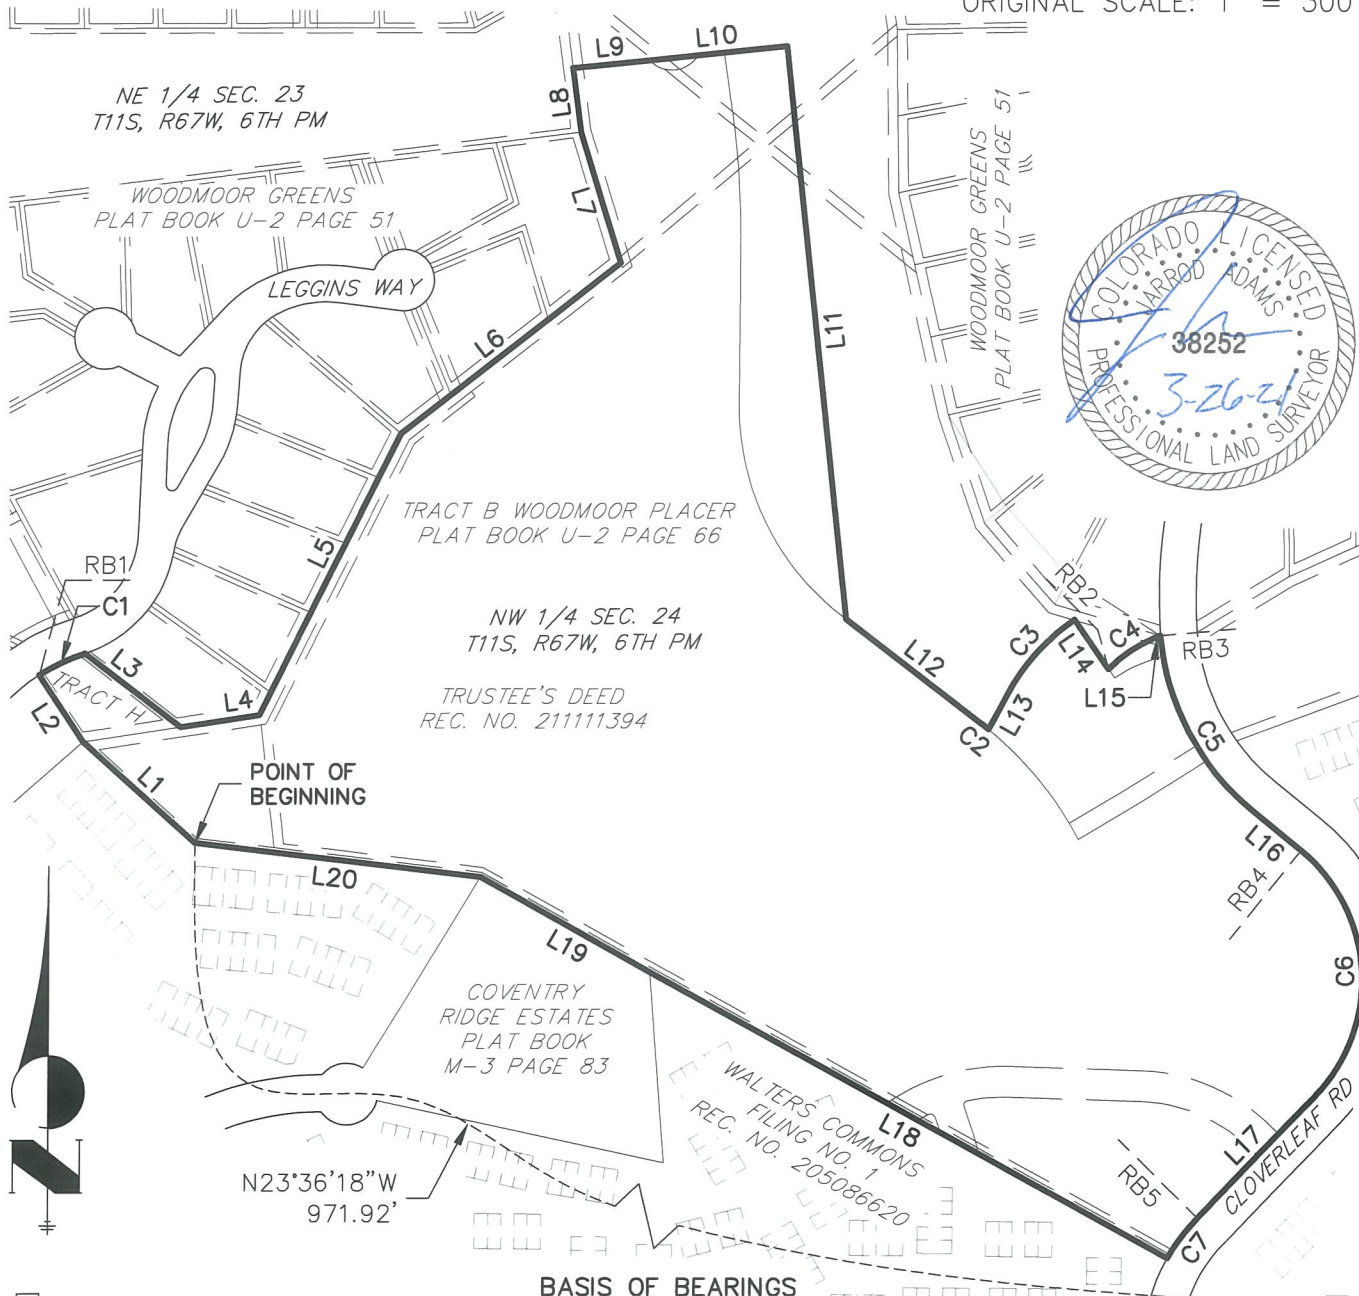 ORIGINAL SCALE: 1" = 300'
NE 1/4 SEC. 23
T11S, R67W, 6TH PM
WOODMOOR GREENS
PLAT BOOK U-2 PAGE 51
LEGGINS WAY
L8
L9
L10
L7
L6
L11
WOODMOOR GREENS
PLAT BOOK U-2 PAGE 51
COLORADO LICENSED
PROFESSIONAL LAND SURVEYOR
JARROD ADAMS
38252
3-26-21
TRACT B WOODMOOR PLACER
PLAT BOOK U-2 PAGE 66
L5
RB1
C1
L3
TRACT H
L4
L2
L1
NW 1/4 SEC. 24
T11S, R67W, 6TH PM
TRUSTEE'S DEED
REC. NO. 211111394
L12
C2
L13
C3
L14
RB2
C4
RB3
L15
C5
POINT OF
BEGINNING
L20
L16
RB4
L19
C6
COVENTRY
RIDGE ESTATES
PLAT BOOK
M-3 PAGE 83
WALTERS COMMONS
FILING NO. 1
REC. NO. 205086620
L18
L17
CLOVERLEAF RD
RB5
C7
N
N23°36'18"W
971.92'
BASIS OF BEARINGS